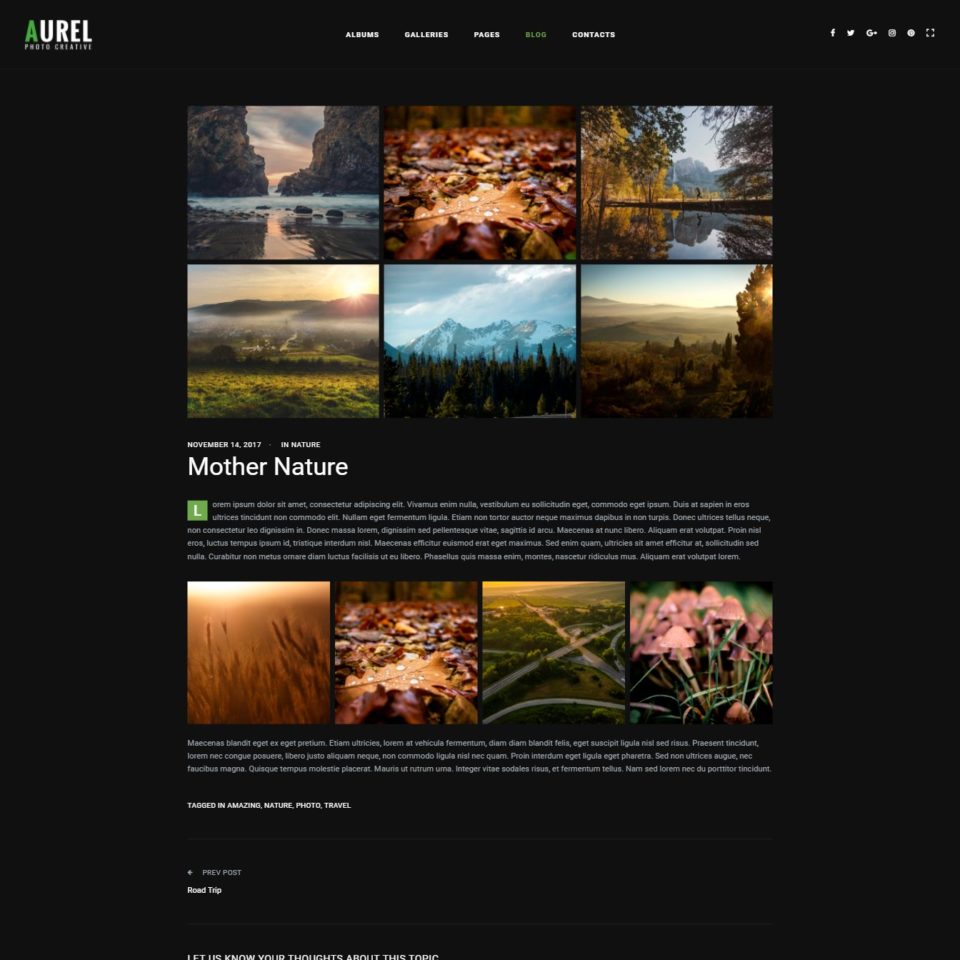 AUREL
PHOTO CREATIVE
ALBUMS GALLERIES PAGES BLOG CONTACTS
NOVEMBER 14, 2017 · IN NATURE
Mother Nature
Lorem ipsum dolor sit amet, consectetur adipiscing elit. Vivamus enim nulla, vestibulum eu sollicitudin eget, commodo eget ipsum. Duis at sapien in eros
ultrices tincidunt non commodo elit. Nullam eget fermentum ligula. Etiam non tortor auctor neque maximus dapibus in non turpis. Donec ultrices tellus neque,
non consectetur leo dignissim in. Donec massa lorem, dignissim sed pellentesque vitae, sagittis id arcu. Maecenas at nunc libero. Aliquam erat volutpat. Proin nisl
eros, luctus tempus ipsum id, tristique interdum nisl. Maecenas efficitur euismod erat eget maximus. Sed enim quam, ultricies sit amet efficitur at, sollicitudin sed
nulla. Curabitur non metus ornare diam luctus facilisis ut eu libero. Phasellus quis massa enim, montes, nascetur ridiculus mus. Aliquam erat volutpat lorem.
Maecenas blandit eget ex eget pretium. Etiam ultricies, lorem at vehicula fermentum, diam diam blandit felis, eget suscipit ligula nisl sed risus. Praesent tincidunt,
lorem nec congue posuere, libero justo aliquam neque, non commodo ligula nisl nec quam. Proin interdum eget ligula eget pharetra. Sed non ultrices augue, nec
faucibus magna. Quisque tempus molestie placerat. Mauris ut rutrum urna. Integer vitae sodales risus, et fermentum tellus. Nam sed lorem nec du porttitor tincidunt.
TAGGED IN AMAZING, NATURE, PHOTO, TRAVEL
PREV POST
Road Trip
LET US KNOW YOUR THOUGHTS ABOUT THIS TOPIC